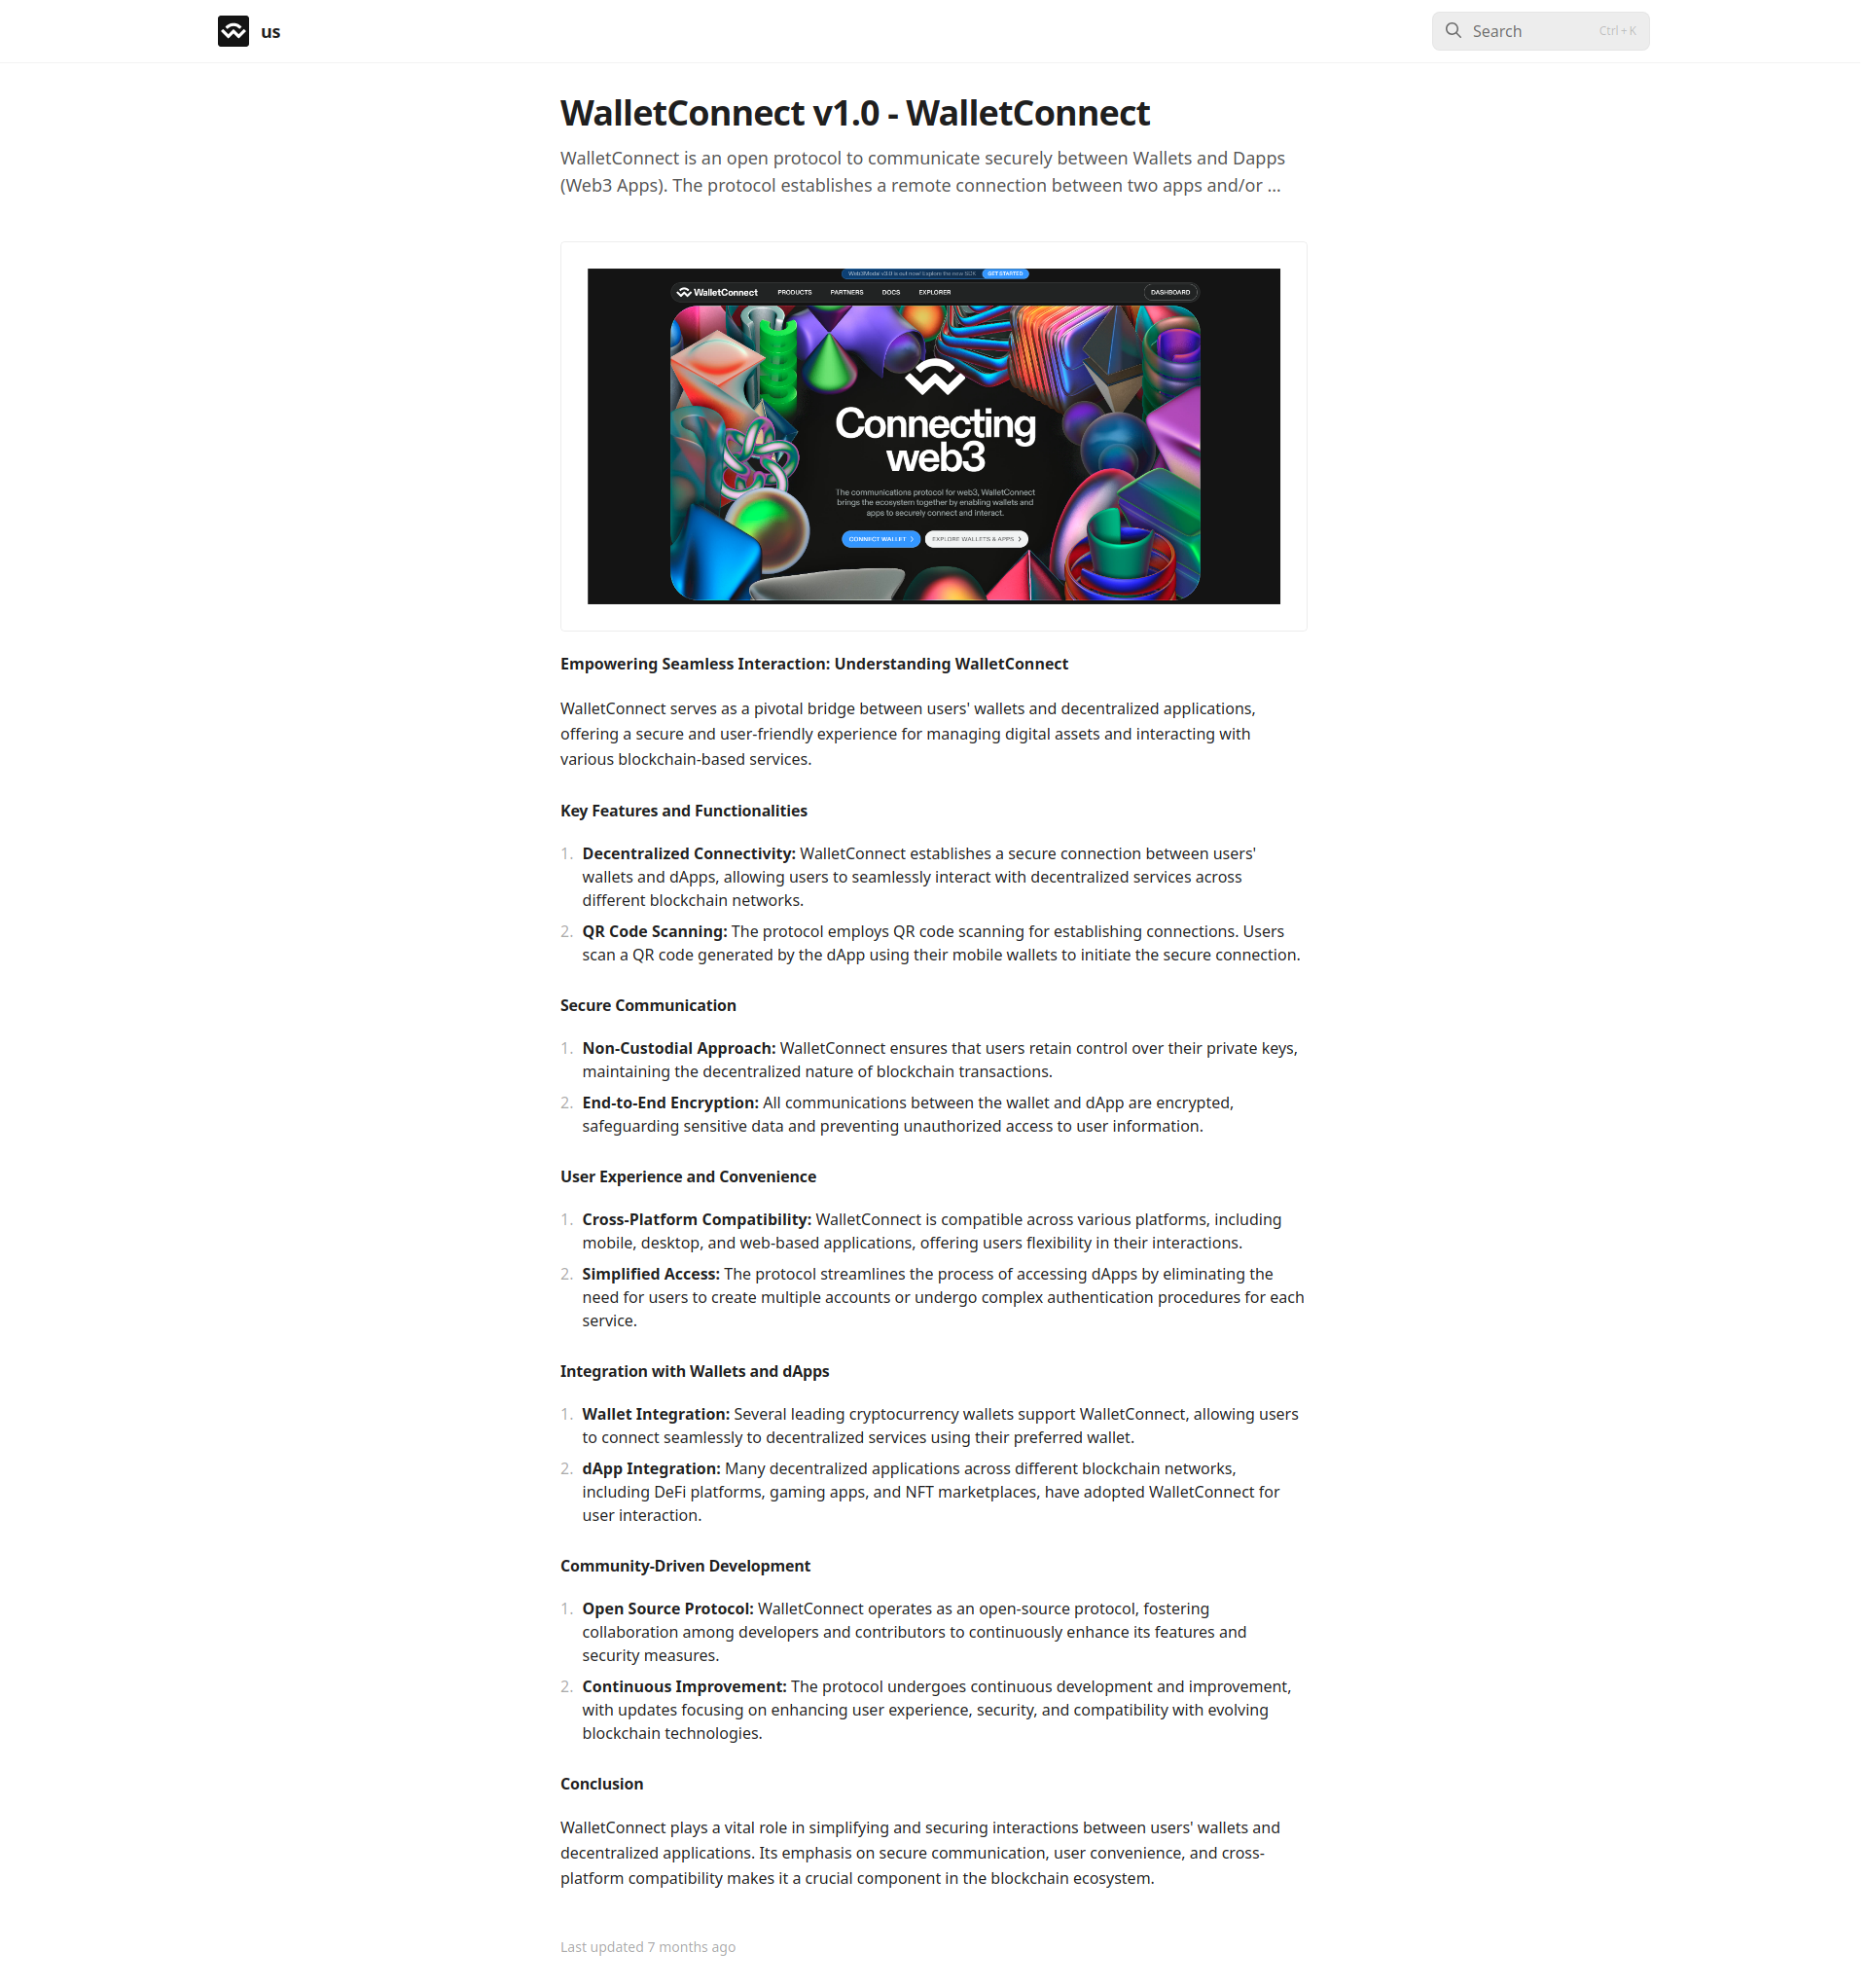 us
Search
Ctrl + K
WalletConnect v1.0 - WalletConnect
WalletConnect is an open protocol to communicate securely between Wallets and Dapps
(Web3 Apps). The protocol establishes a remote connection between two apps and/or ...
Web3Modal v3.0 is out now! Explore the new SDK
GET STARTED
WalletConnect
PRODUCTS
PARTNERS
DOCS
EXPLORER
DASHBOARD
Connecting
web3
The communications protocol for web3, WalletConnect
brings the ecosystem together by enabling wallets and
apps to securely connect and interact.
CONNECT WALLET
EXPLORE WALLETS & APPS
Empowering Seamless Interaction: Understanding WalletConnect
WalletConnect serves as a pivotal bridge between users' wallets and decentralized applications,
offering a secure and user-friendly experience for managing digital assets and interacting with
various blockchain-based services.
Key Features and Functionalities
1. Decentralized Connectivity: WalletConnect establishes a secure connection between users'
wallets and dApps, allowing users to seamlessly interact with decentralized services across
different blockchain networks.
2. QR Code Scanning: The protocol employs QR code scanning for establishing connections. Users
scan a QR code generated by the dApp using their mobile wallets to initiate the secure connection.
Secure Communication
1. Non-Custodial Approach: WalletConnect ensures that users retain control over their private keys,
maintaining the decentralized nature of blockchain transactions.
2. End-to-End Encryption: All communications between the wallet and dApp are encrypted,
safeguarding sensitive data and preventing unauthorized access to user information.
User Experience and Convenience
1. Cross-Platform Compatibility: WalletConnect is compatible across various platforms, including
mobile, desktop, and web-based applications, offering users flexibility in their interactions.
2. Simplified Access: The protocol streamlines the process of accessing dApps by eliminating the
need for users to create multiple accounts or undergo complex authentication procedures for each
service.
Integration with Wallets and dApps
1. Wallet Integration: Several leading cryptocurrency wallets support WalletConnect, allowing users
to connect seamlessly to decentralized services using their preferred wallet.
2. dApp Integration: Many decentralized applications across different blockchain networks,
including DeFi platforms, gaming apps, and NFT marketplaces, have adopted WalletConnect for
user interaction.
Community-Driven Development
1. Open Source Protocol: WalletConnect operates as an open-source protocol, fostering
collaboration among developers and contributors to continuously enhance its features and
security measures.
2. Continuous Improvement: The protocol undergoes continuous development and improvement,
with updates focusing on enhancing user experience, security, and compatibility with evolving
blockchain technologies.
Conclusion
WalletConnect plays a vital role in simplifying and securing interactions between users' wallets and
decentralized applications. Its emphasis on secure communication, user convenience, and cross-
platform compatibility makes it a crucial component in the blockchain ecosystem.
Last updated 7 months ago